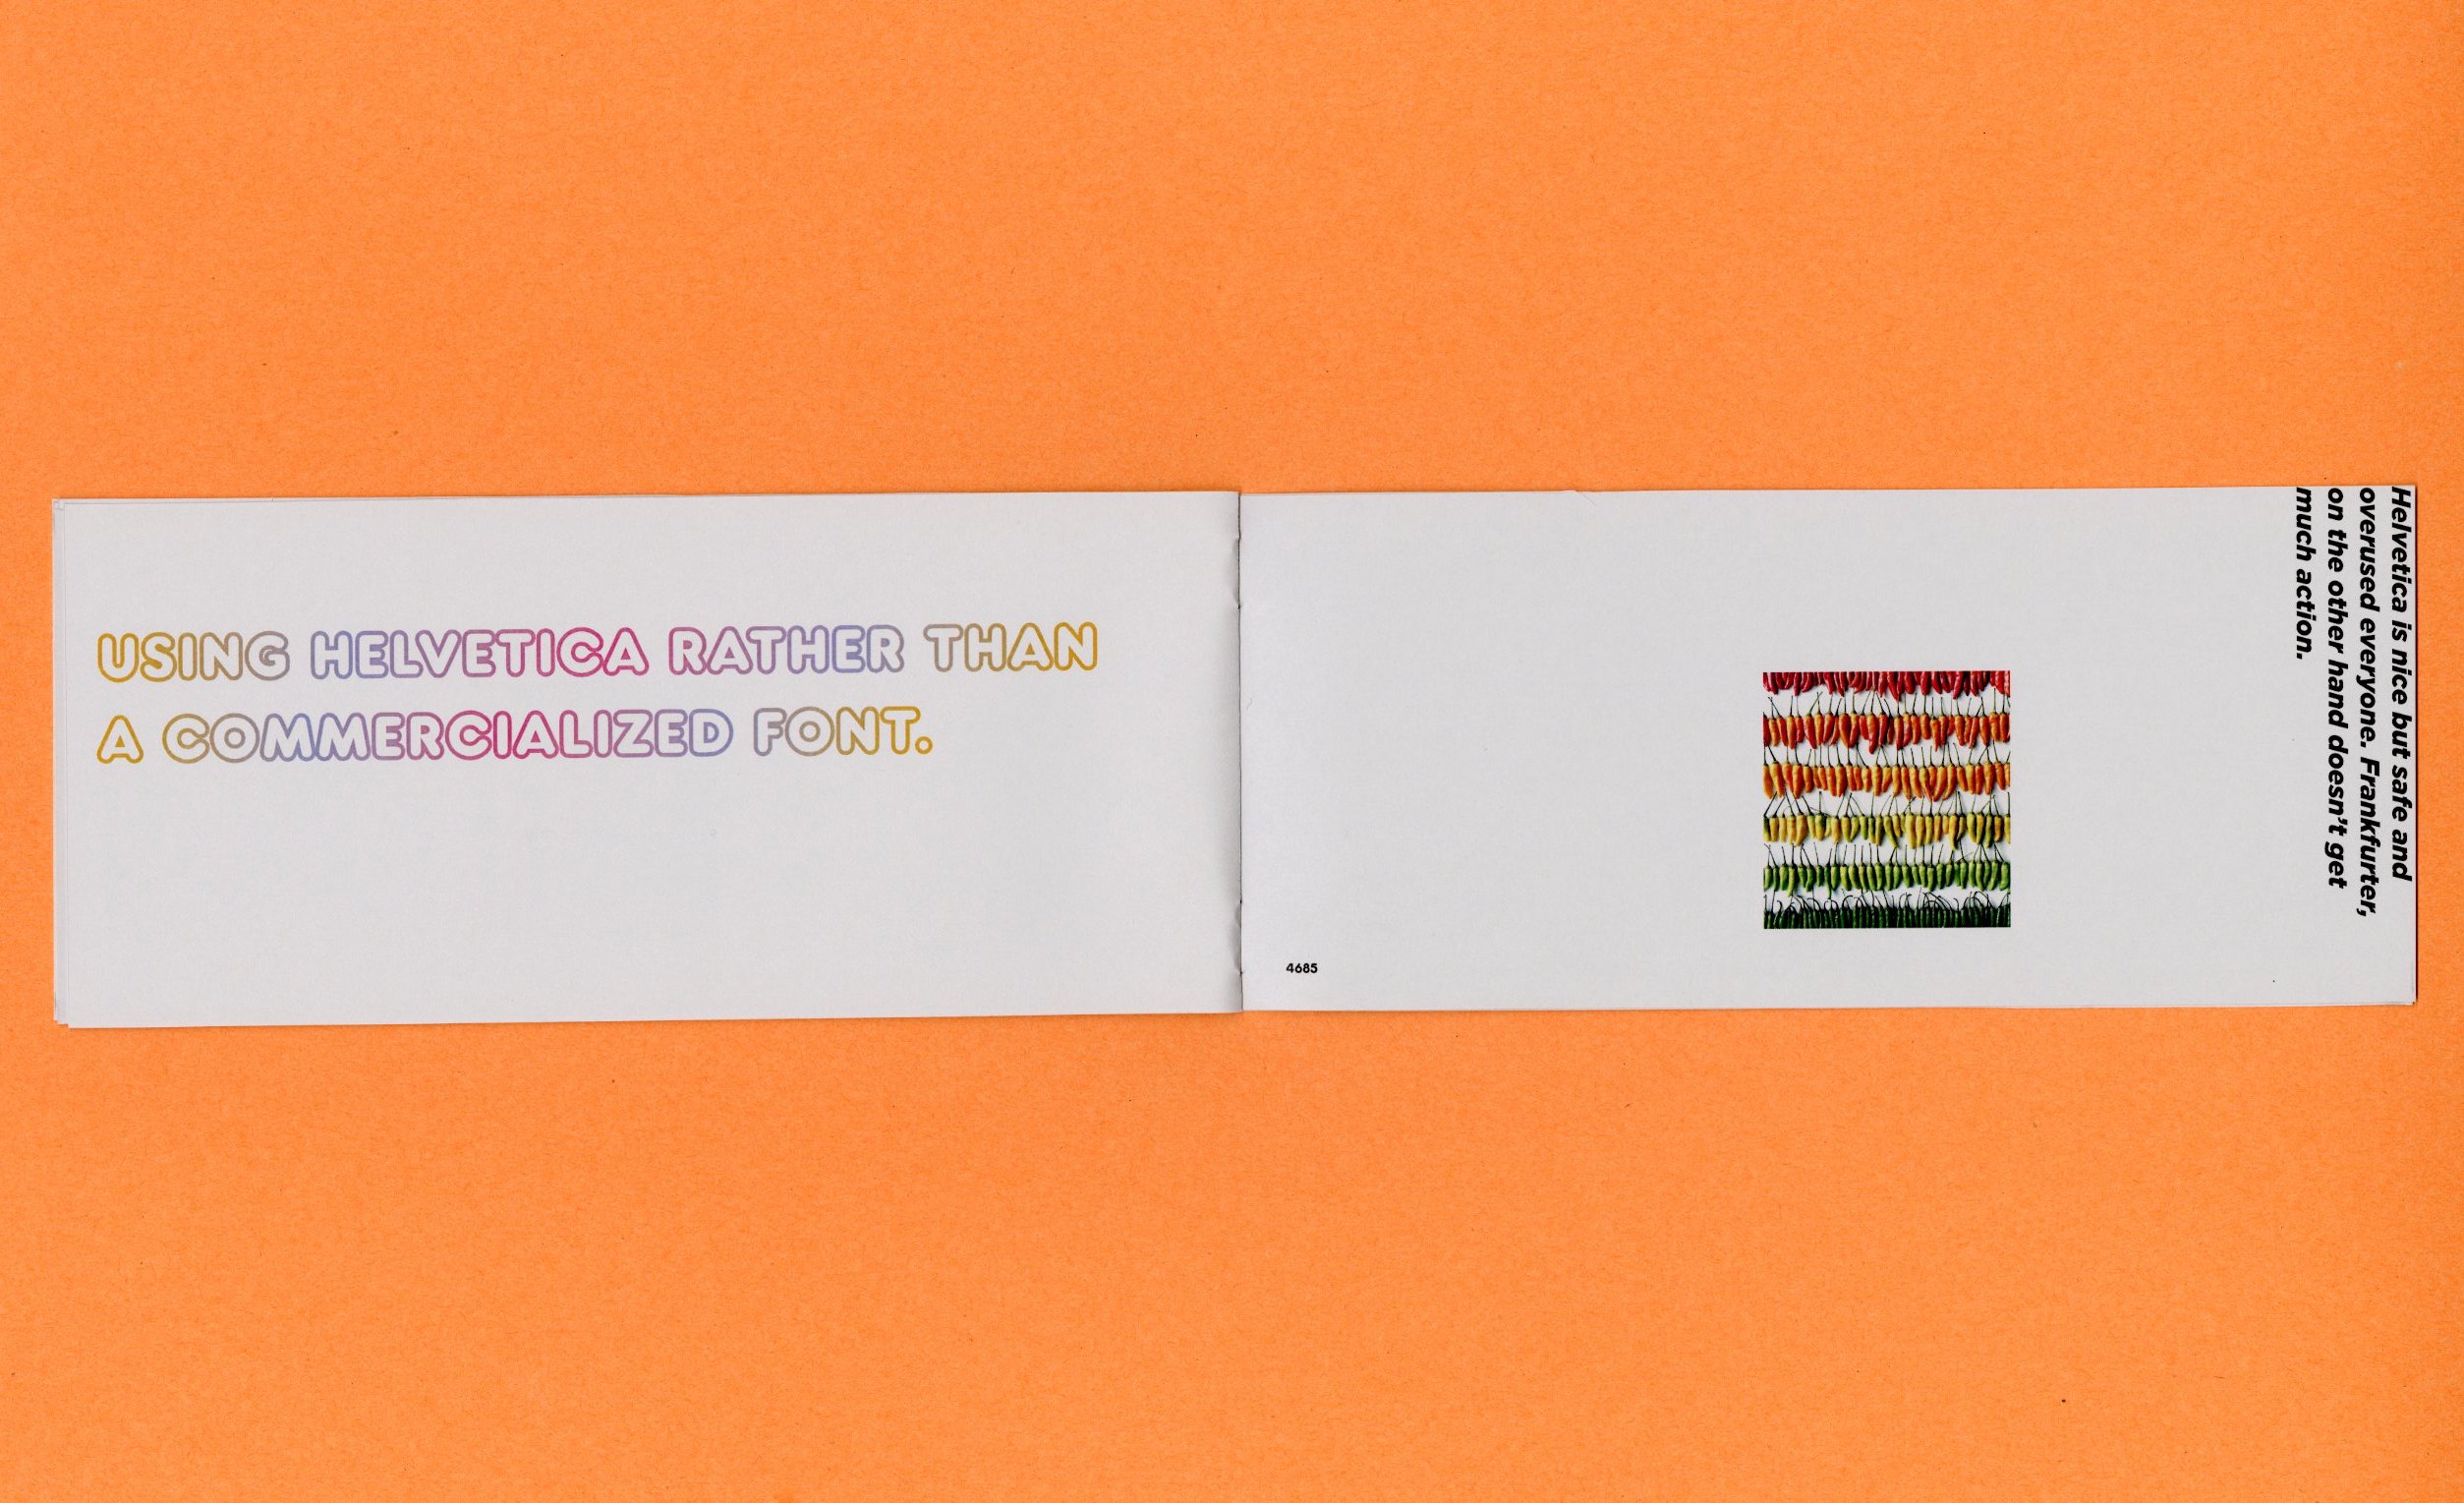 USING HELVETICA RATHER THAN
A COMMERCIALIZED FONT.
Helvetica is nice but safe and
overused everyone. Frankfurter,
on the other hand doesn't get
much action.
4685